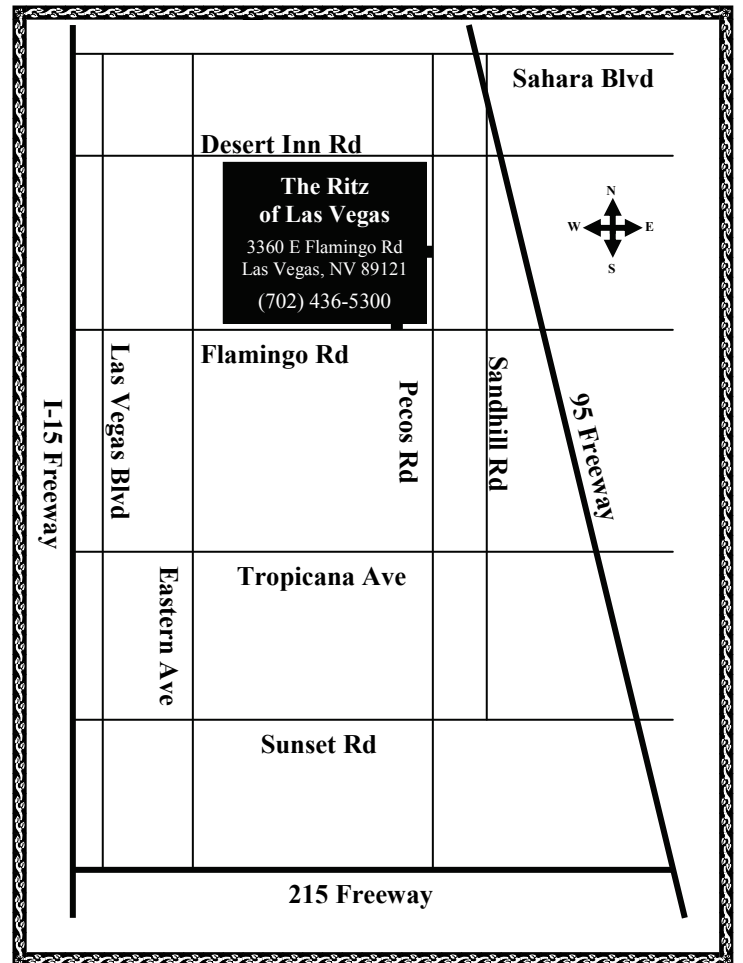 Sahara Blvd
Desert Inn Rd
The Ritz
of Las Vegas
3360 E Flamingo Rd
Las Vegas, NV 89121
(702) 436-5300
N
W
E
S
Flamingo Rd
I-15 Freeway
Las Vegas Blvd
Pecos Rd
Sandhill Rd
95 Freeway
Eastern Ave
Tropicana Ave
Sunset Rd
215 Freeway